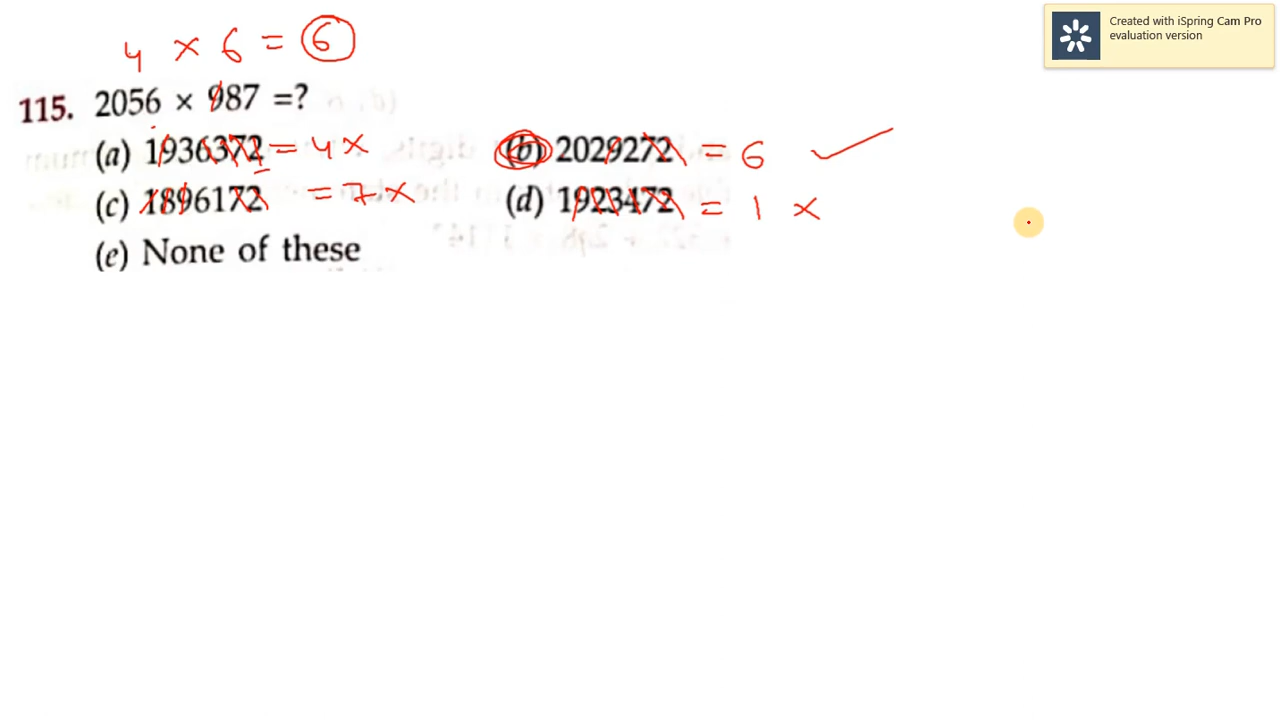 Created with iSpring Cam Pro
evaluation version
4 × 6 = 6
115. 2056 × 987 =?
(a) 1936372 = 4 ×
(b) 2029272 = 6 ✓
(c) 1896172 = 7 ×
(d) 1923472 = 1 ×
(e) None of these